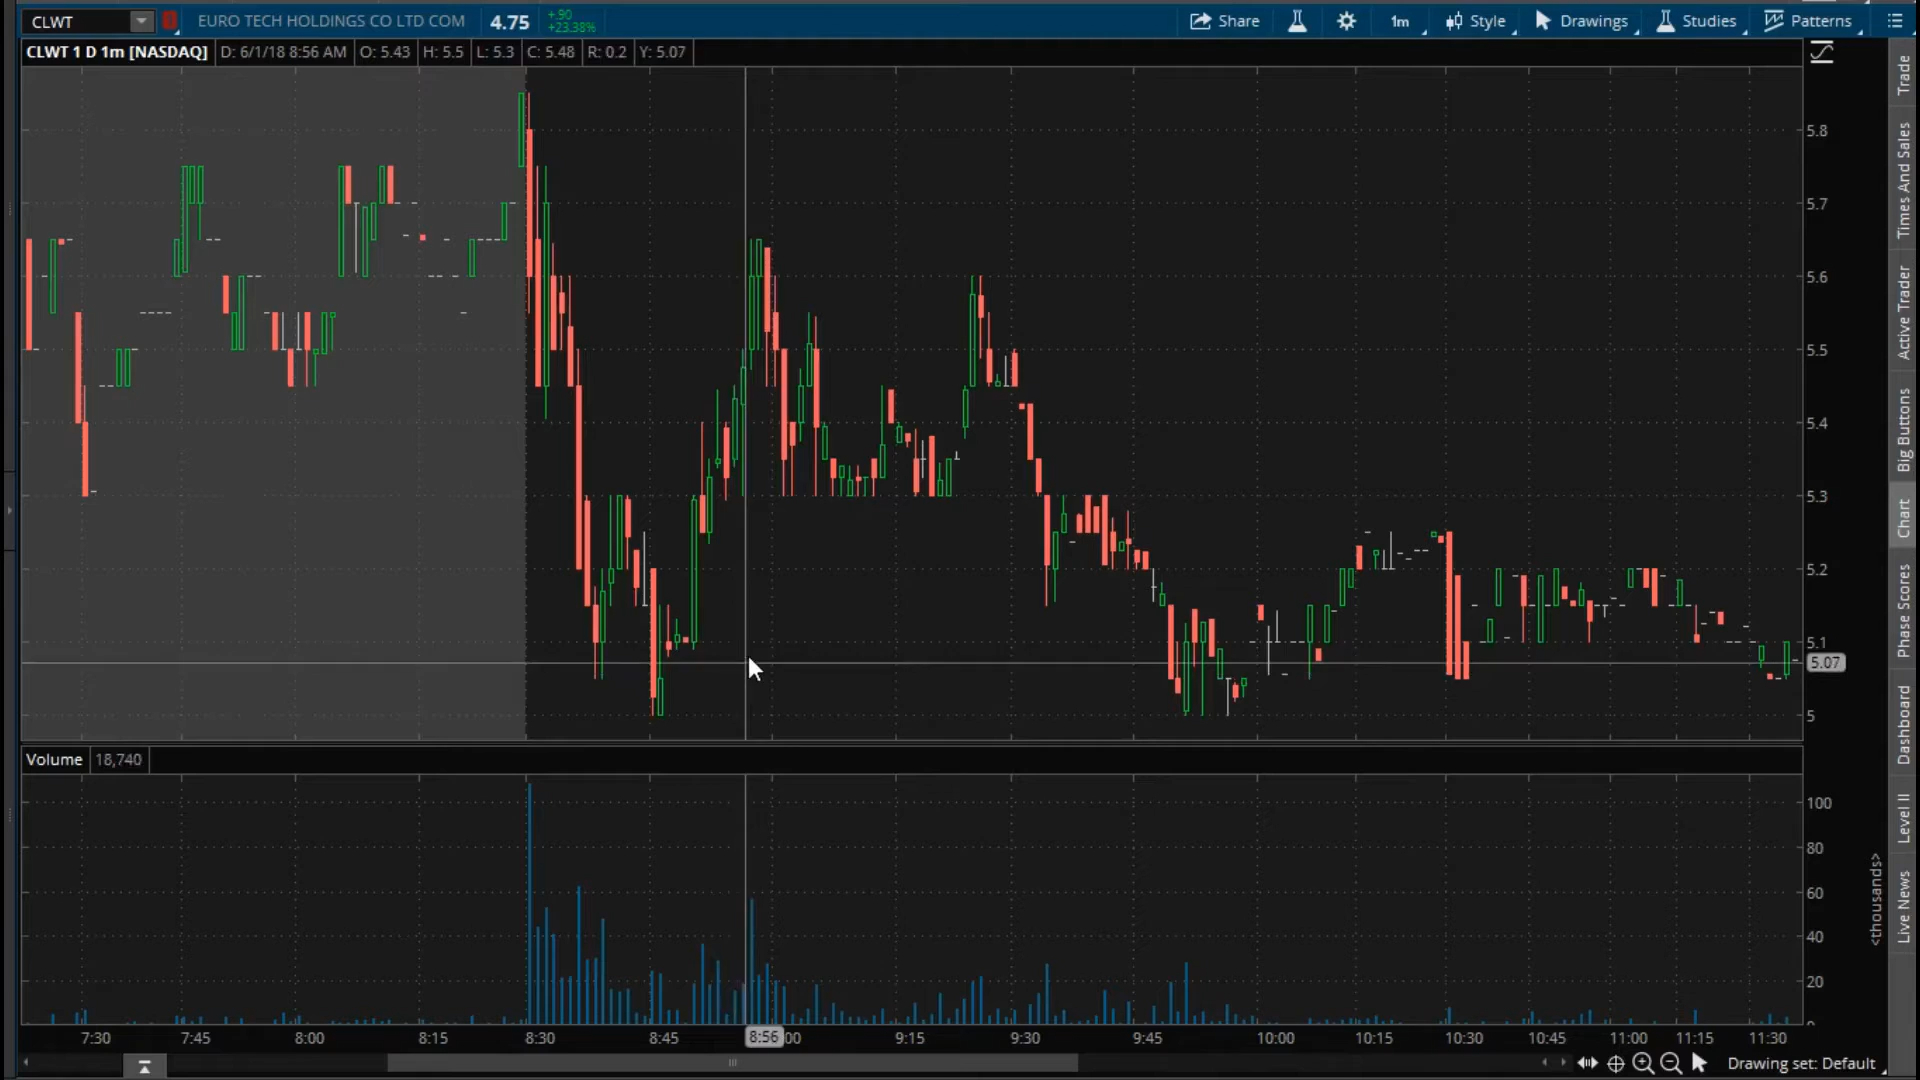 CLWT EURO TECH HOLDINGS CO LTD COM 4.75 +.90 Share 1m Style Drawings Studies Patterns
+23.38%
CLWT 1 D 1m [NASDAQ] D: 6/1/18 8:56 AM O: 5.43 H: 5.5 L: 5.3 C: 5.48 R: 0.2 Y: 5.07
5.8
5.7
5.6
5.5
5.4
5.3
5.2
5.1
5.07
5
Volume 18,740
100
80
60
40
20
0
<thousands>
7:30 7:45 8:00 8:15 8:30 8:45 8:56 00 9:15 9:30 9:45 10:00 10:15 10:30 10:45 11:00 11:15 11:30
Drawing set: Default
Trade
Times And Sales
Active Trader
Big Buttons
Chart
Phase Scores
Dashboard
Level II
Live News